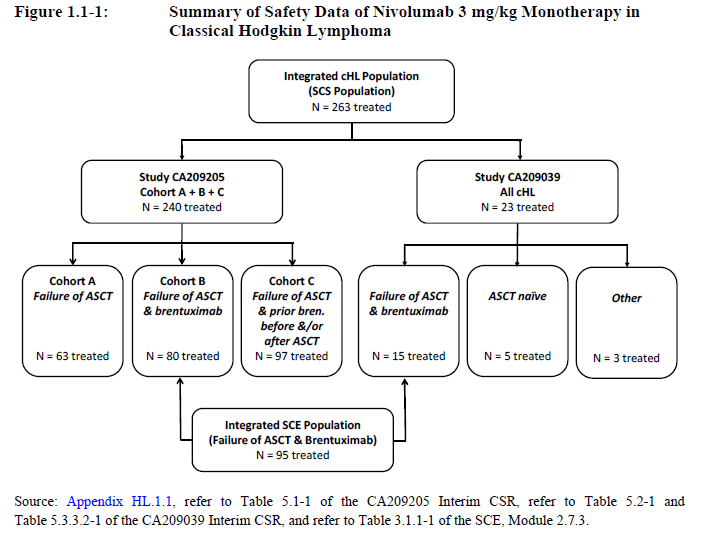 Figure 1.1-1: Summary of Safety Data of Nivolumab 3 mg/kg Monotherapy in
Classical Hodgkin Lymphoma
Integrated cHL Population
(SCS Population)
N = 263 treated
Study CA209205
Cohort A + B + C
N = 240 treated
Study CA209039
All cHL
N = 23 treated
Cohort A
Failure of ASCT
N = 63 treated
Cohort B
Failure of ASCT
& brentuximab
N = 80 treated
Cohort C
Failure of ASCT
& prior bren.
before &/or
after ASCT
N = 97 treated
Failure of ASCT
& brentuximab
N = 15 treated
ASCT naïve
N = 5 treated
Other
N = 3 treated
Integrated SCE Population
(Failure of ASCT & Brentuximab)
N = 95 treated
Source: Appendix HL.1.1, refer to Table 5.1-1 of the CA209205 Interim CSR, refer to Table 5.2-1 and
Table 5.3.3.2-1 of the CA209039 Interim CSR, and refer to Table 3.1.1-1 of the SCE, Module 2.7.3.